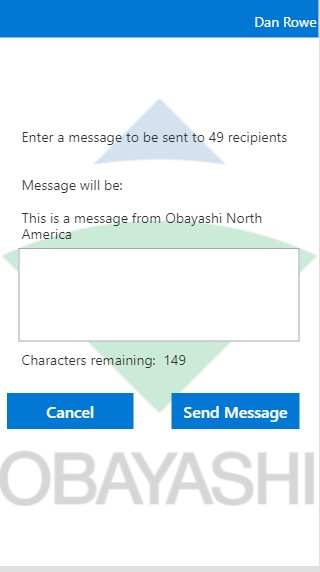 Dan Rowe
Enter a message to be sent to 49 recipients
Message will be:
This is a message from Obayashi North
America
Characters remaining: 149
Cancel
Send Message
OBAYASHI